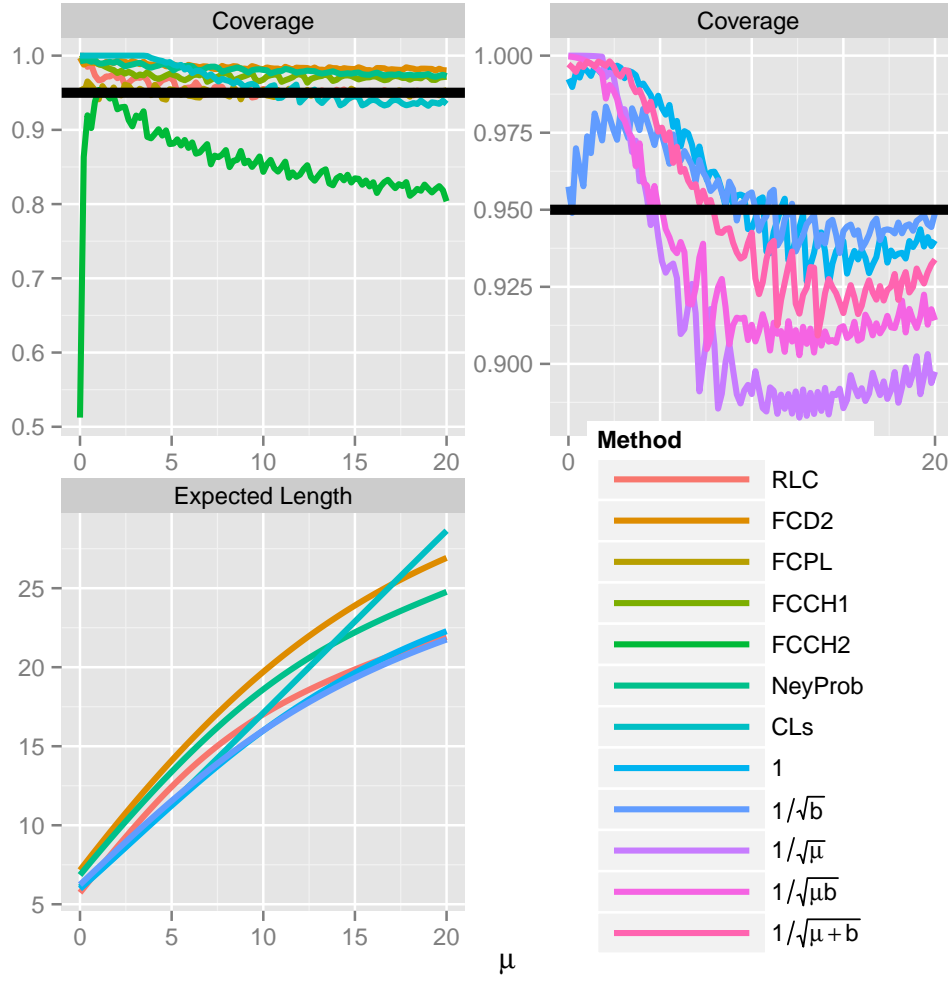 Coverage
1.0
0.9
0.8
0.7
0.6
0.5
0 5 10 15 20
Coverage
1.000
0.975
0.950
0.925
0.900
0 20
Expected Length
25
20
15
10
5
0 5 10 15 20
μ
Method
RLC
FCD2
FCPL
FCCH1
FCCH2
NeyProb
CLs
1
1/√b
1/√μ
1/√μb
1/√μ+b